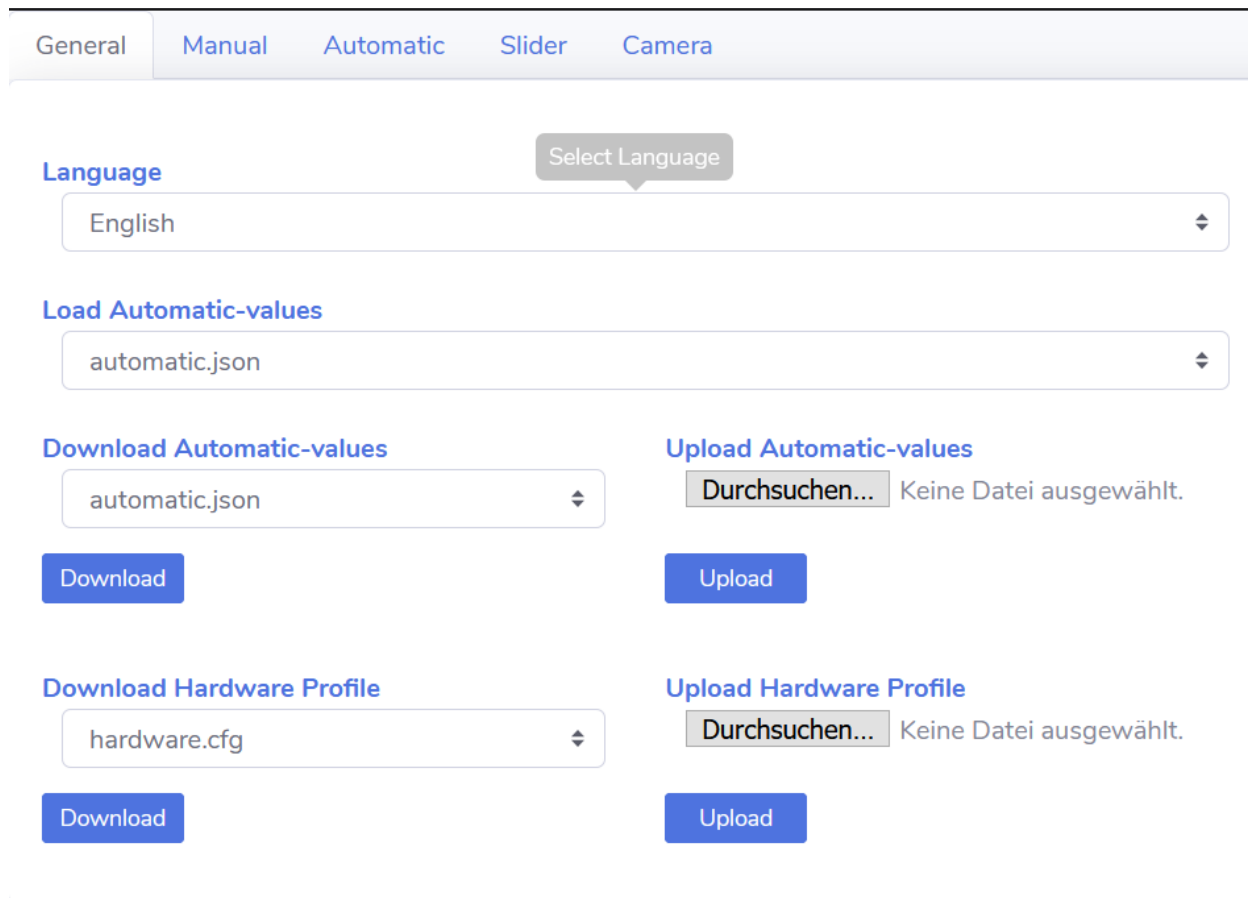 General Manual Automatic Slider Camera
Select Language
Language
English
Load Automatic-values
automatic.json
Download Automatic-values Upload Automatic-values
automatic.json Durchsuchen... Keine Datei ausgewählt.
Download Upload
Download Hardware Profile Upload Hardware Profile
hardware.cfg Durchsuchen... Keine Datei ausgewählt.
Download Upload